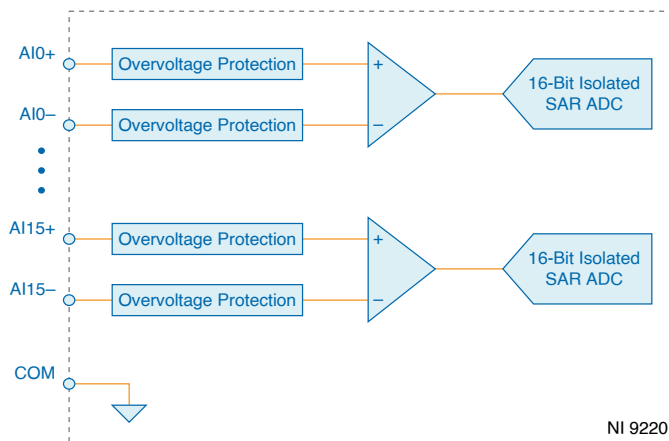 AI0+
Overvoltage Protection
+
16-Bit Isolated
SAR ADC
AI0–
Overvoltage Protection
–
AI15+
Overvoltage Protection
+
16-Bit Isolated
SAR ADC
AI15–
Overvoltage Protection
–
COM
NI 9220